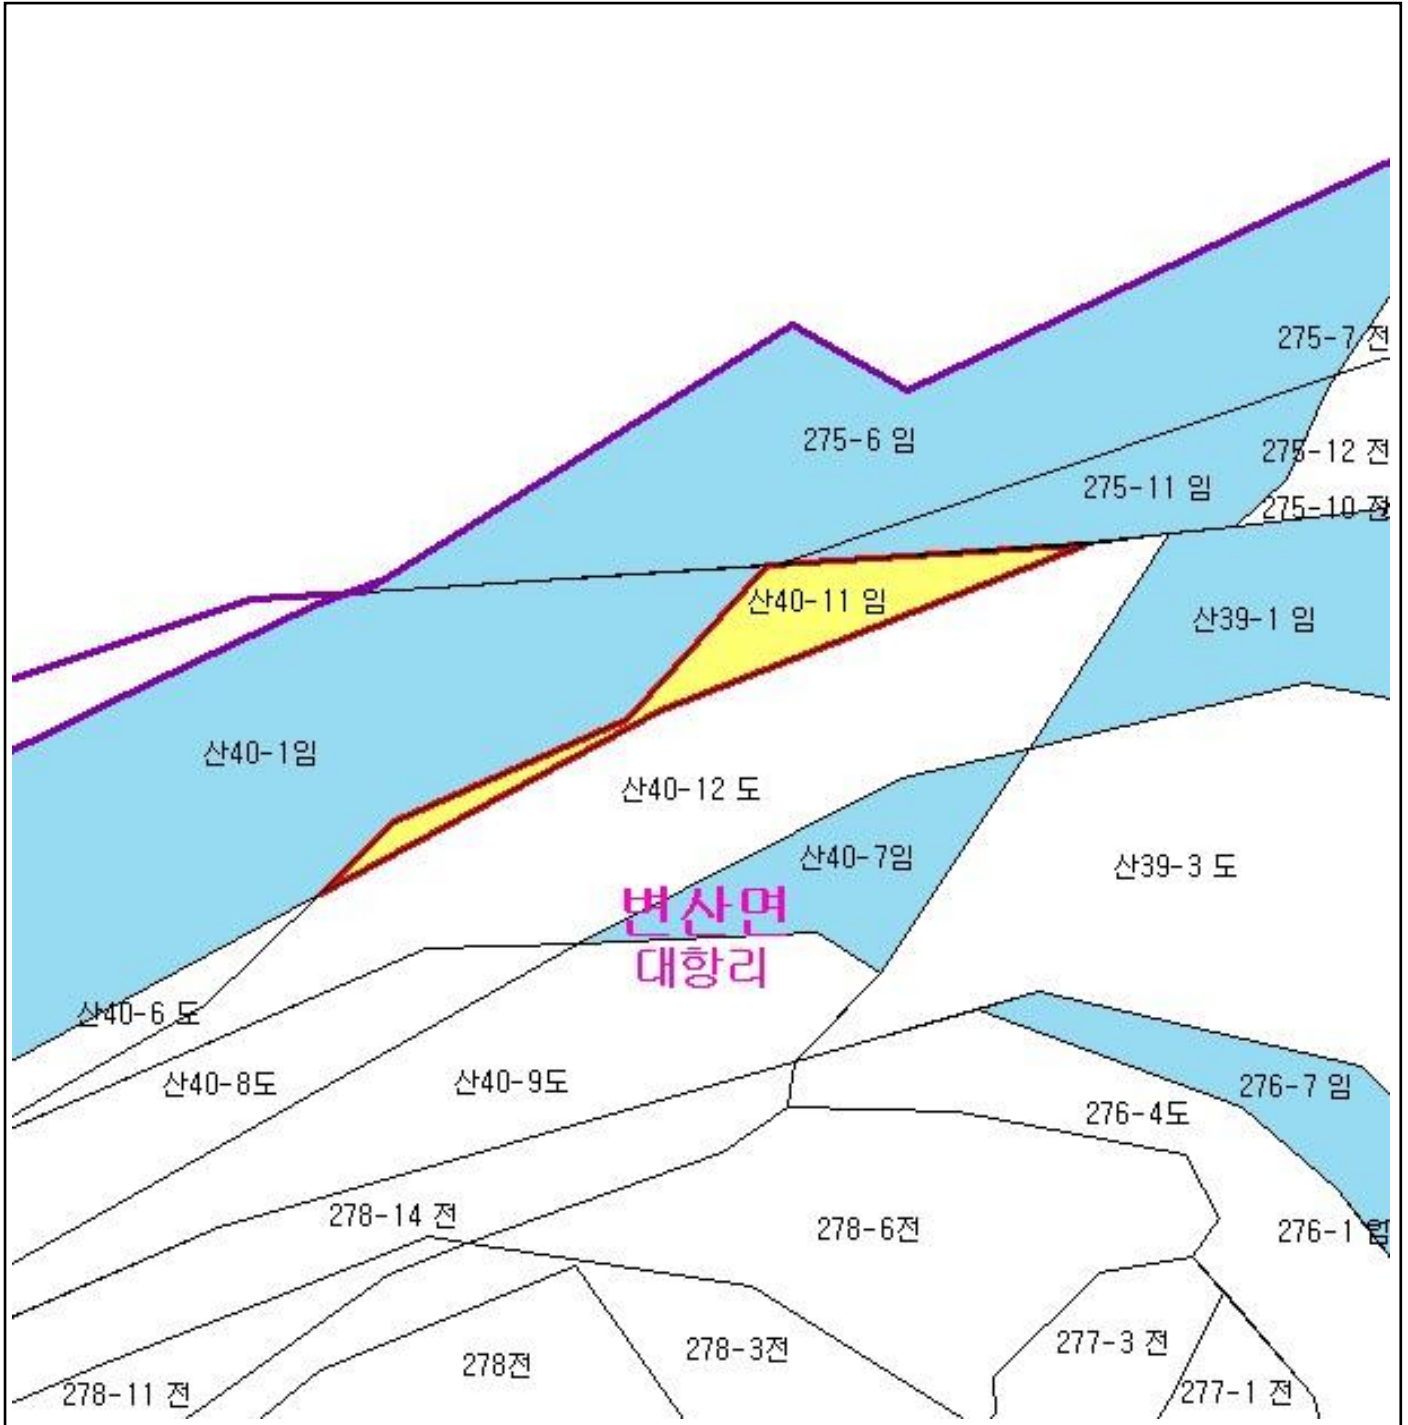 275-7 전
275-6 임
275-12 전
275-11 임
275-10 전
산40-11 임
산39-1 임
산40-1임
산40-12 도
산40-7임
산39-3 도
변산면
대항리
산40-6 도
산40-8도
산40-9도
276-7 임
276-4도
278-14 전
278-6전
276-1 임
278전
278-3전
277-3 전
278-11 전
277-1 전